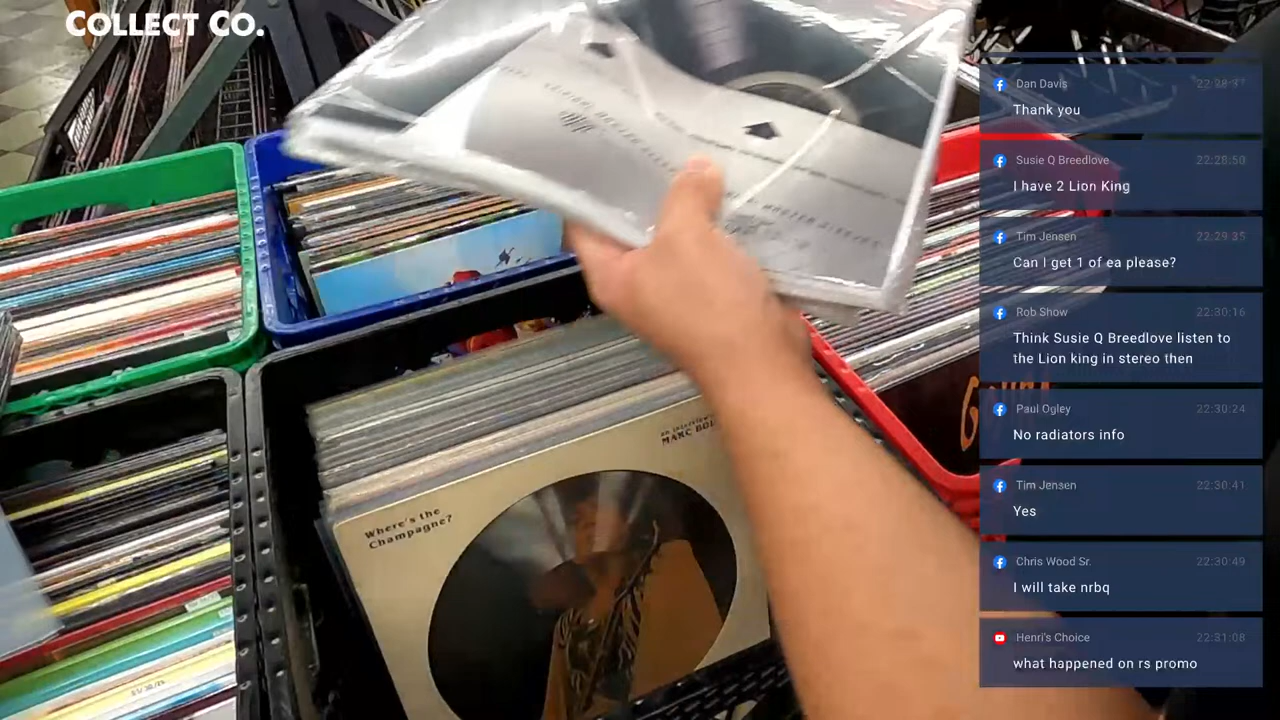 COLLECT CO.
Where's the
Champagne?
an interview
MARC BOL
Dan Davis
Thank you
Susie Q Breedlove 22:28:50
I have 2 Lion King
Tim Jensen 22:29:35
Can I get 1 of ea please?
Rob Show 22:30:16
Think Susie Q Breedlove listen to
the Lion king in stereo then
Paul Ogley 22:30:24
No radiators info
Tim Jensen 22:30:41
Yes
Chris Wood Sr. 22:30:49
I will take nrbq
Henri's Choice 22:31:08
what happened on rs promo